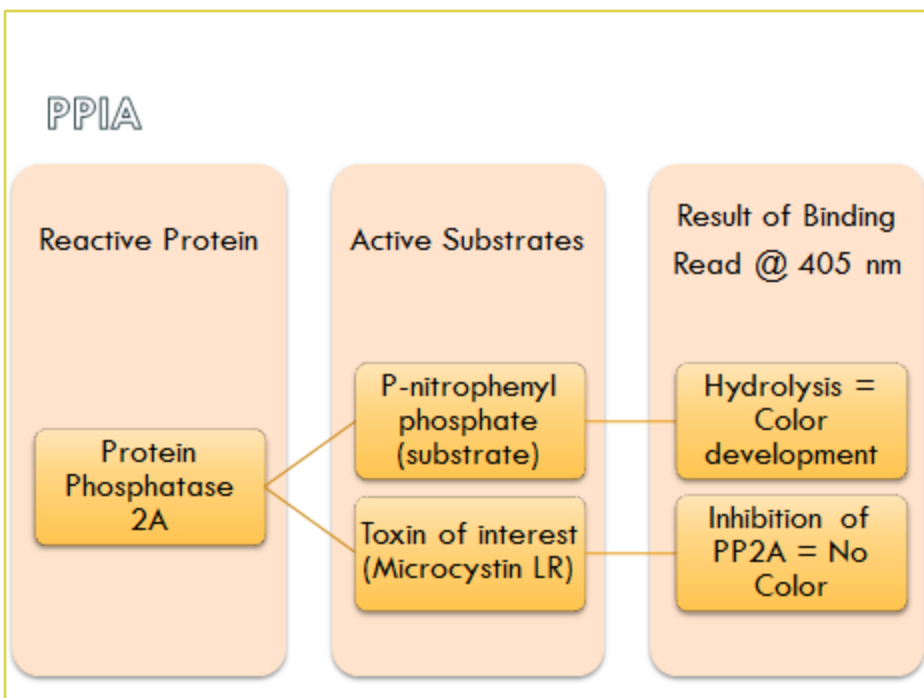 PPIA
Reactive Protein
Active Substrates
Result of Binding
Read @ 405 nm
Protein
Phosphatase
2A
P-nitrophenyl
phosphate
(substrate)
Hydrolysis =
Color
development
Toxin of interest
(Microcystin LR)
Inhibition of
PP2A = No
Color